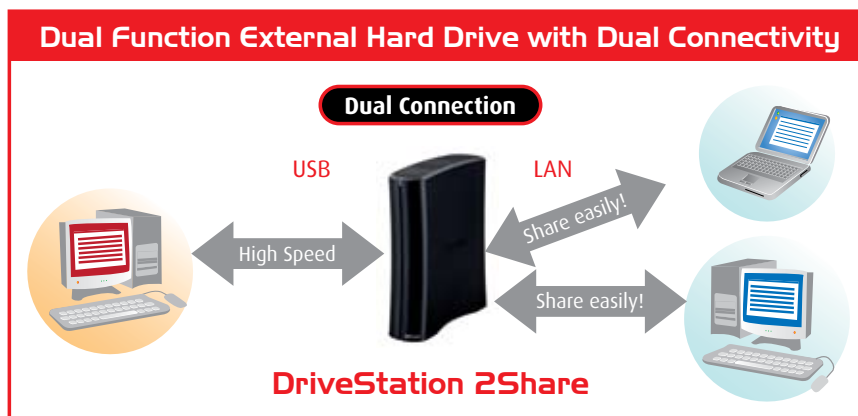 Dual Function External Hard Drive with Dual Connectivity
Dual Connection
USB
LAN
High Speed
Share easily!
Share easily!
DriveStation 2Share